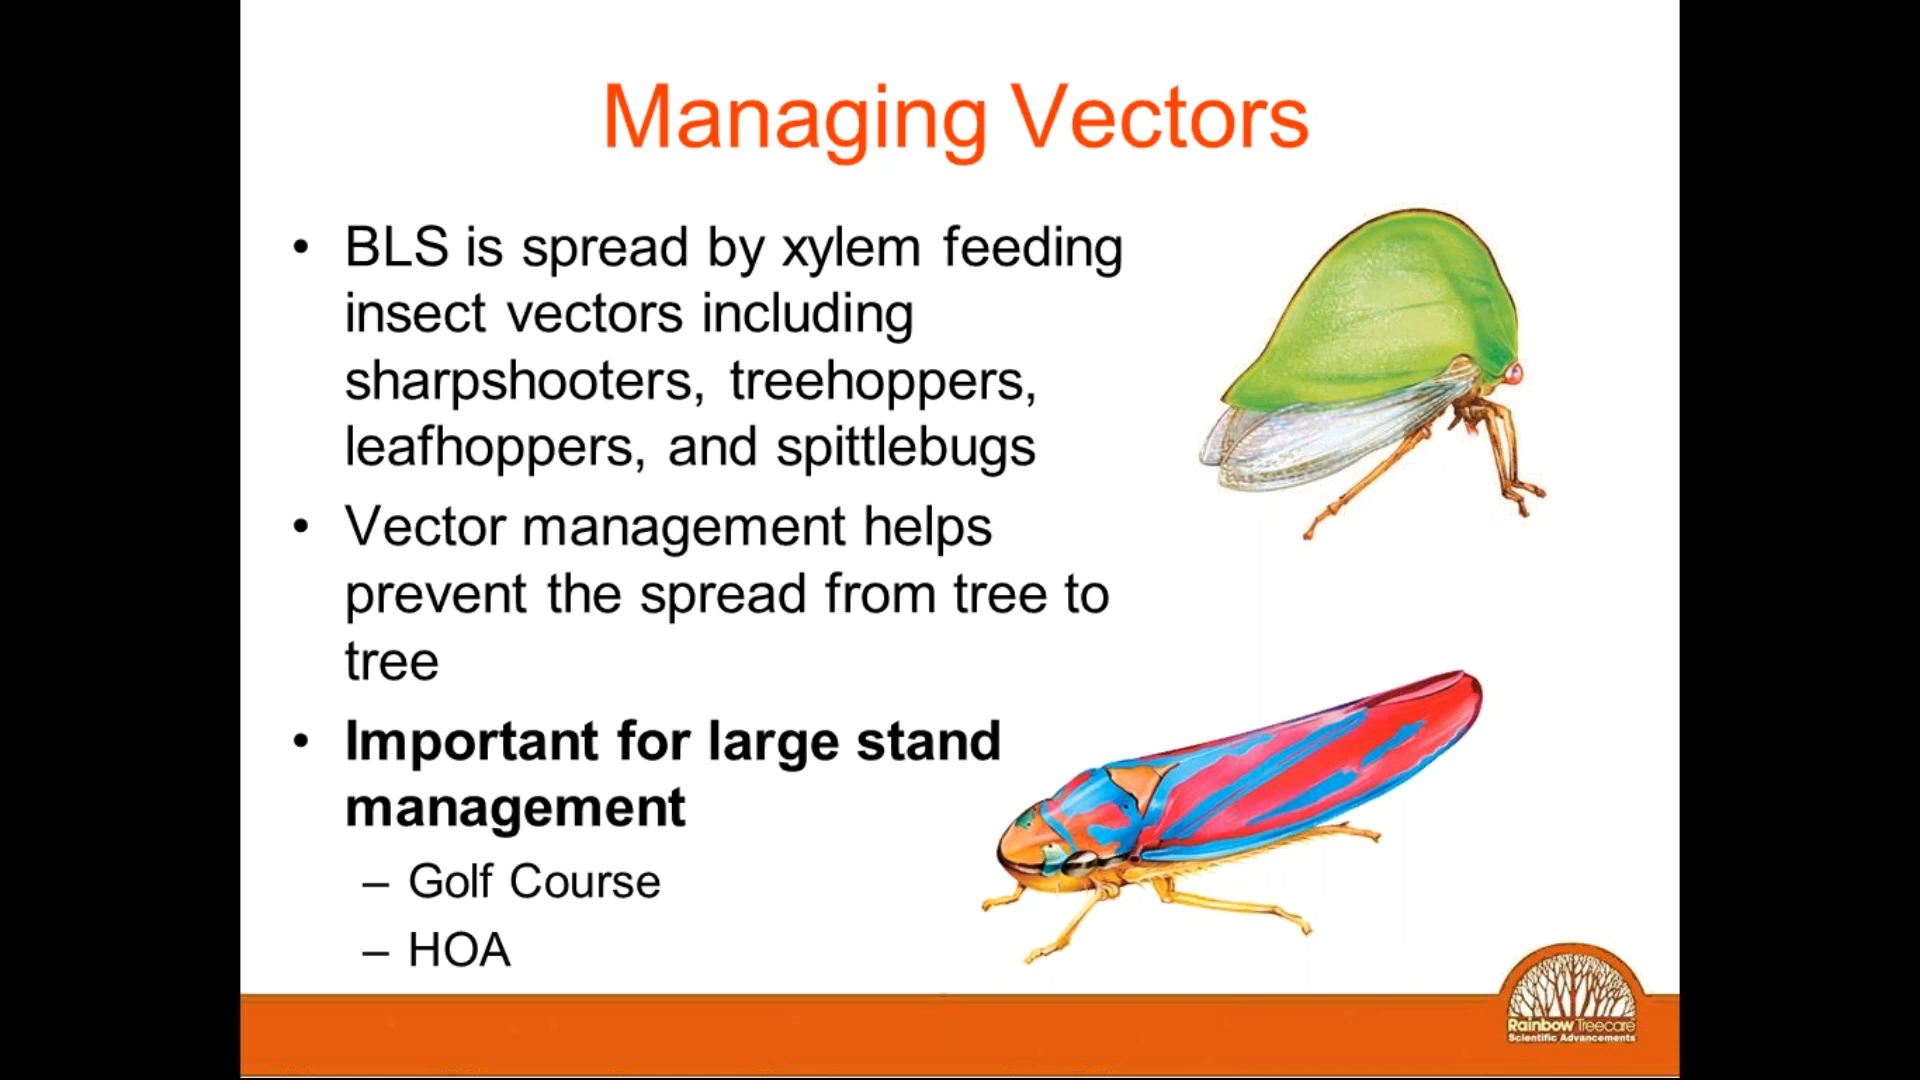 Managing Vectors
• BLS is spread by xylem feeding
insect vectors including
sharpshooters, treehoppers,
leafhoppers, and spittlebugs
• Vector management helps
prevent the spread from tree to
tree
• Important for large stand
management
– Golf Course
– HOA
Rainbow Treecare
Scientific Advancements